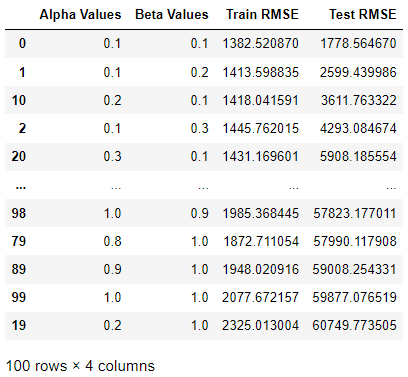 Alpha Values Beta Values Train RMSE Test RMSE
0 0.1 0.1 1382.520870 1778.564670
1 0.1 0.2 1413.598835 2599.439986
10 0.2 0.1 1418.041591 3611.763322
2 0.1 0.3 1445.762015 4293.084674
20 0.3 0.1 1431.169601 5908.185554
... ... ... ... ...
98 1.0 0.9 1985.368445 57823.177011
79 0.8 1.0 1872.711054 57990.117908
89 0.9 1.0 1948.020916 59008.254331
99 1.0 1.0 2077.672157 59877.076519
19 0.2 1.0 2325.013004 60749.773505
100 rows × 4 columns